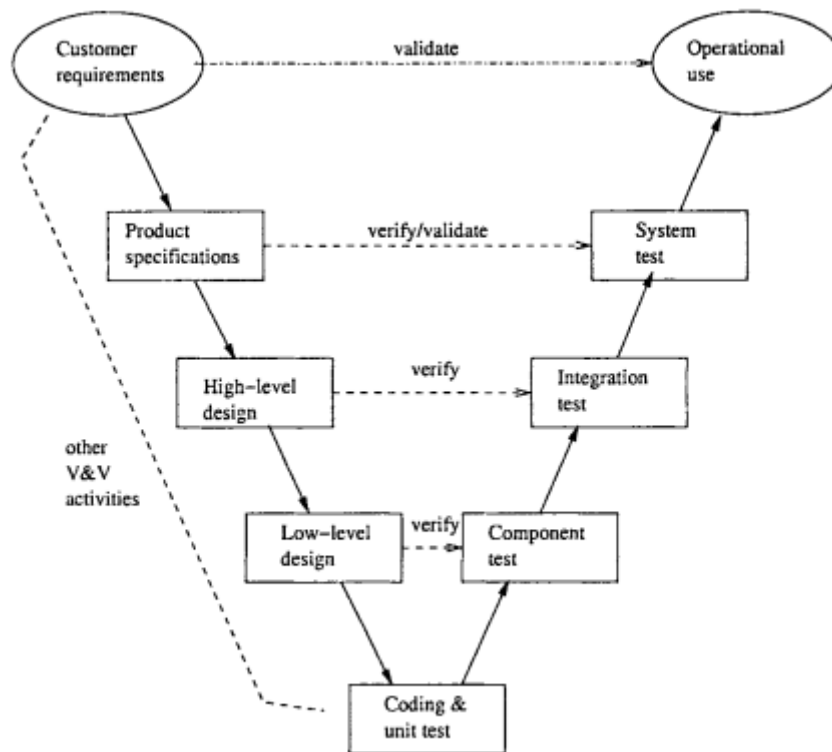 Customer
requirements
validate
Operational
use
Product
specifications
verify/validate
System
test
High-level
design
verify
Integration
test
other
V&V
activities
Low-level
design
verify
Component
test
Coding &
unit test